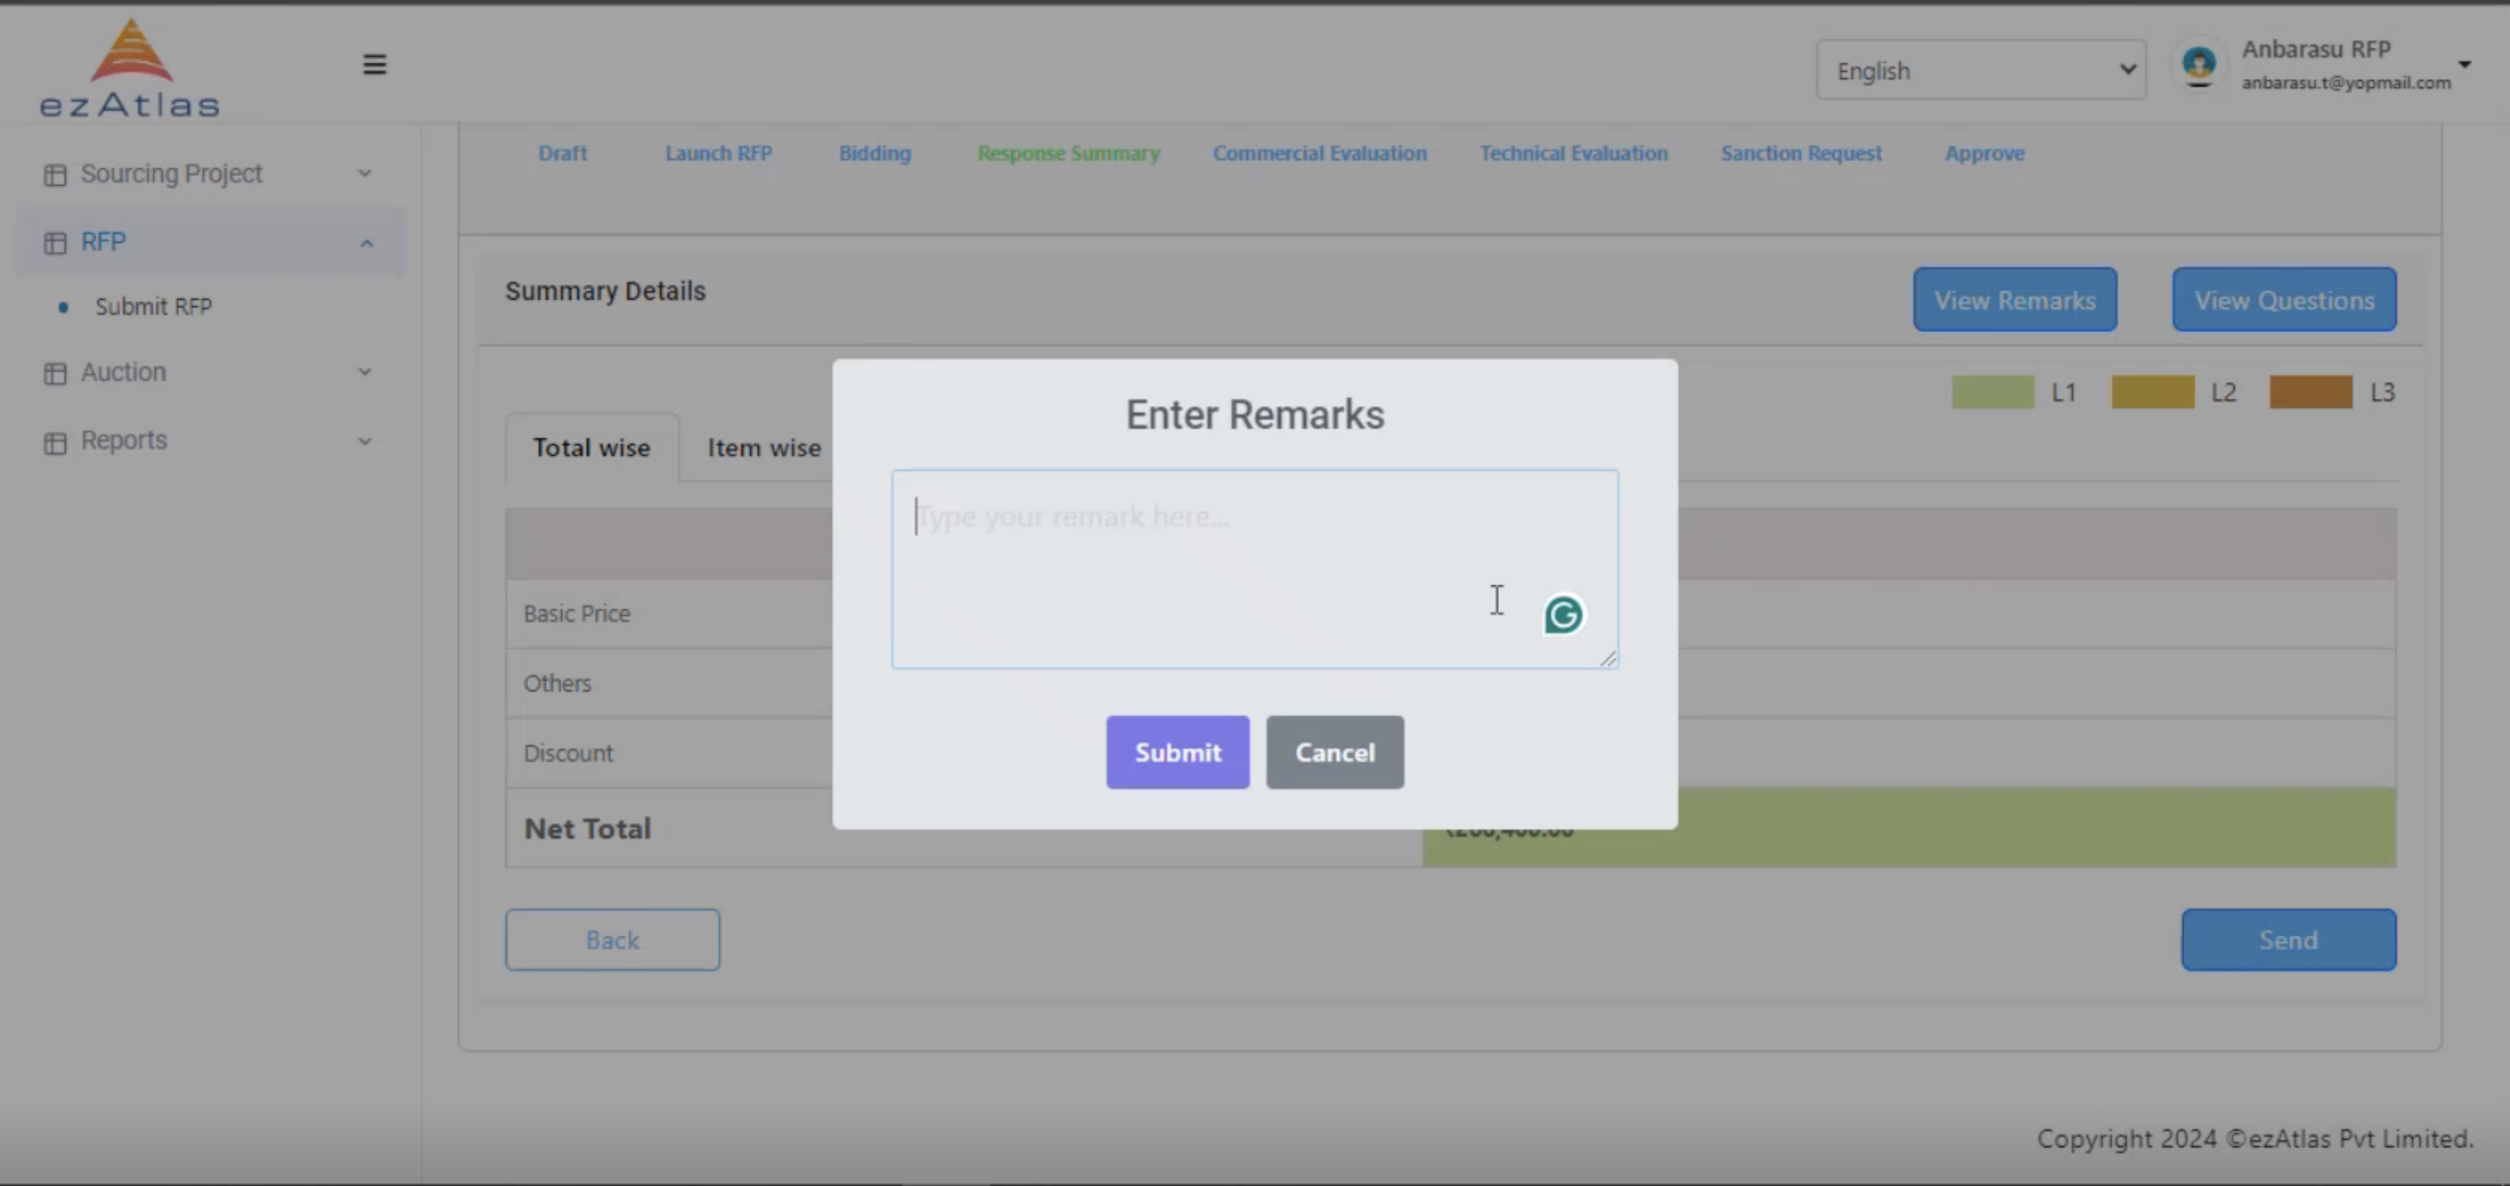 ezAtlas
English
Anbarasu RFP
anbarasu.t@yopmail.com
Sourcing Project
RFP
Submit RFP
Auction
Reports
Draft
Launch RFP
Bidding
Response Summary
Commercial Evaluation
Technical Evaluation
Sanction Request
Approve
Summary Details
View Remarks
View Questions
L1
L2
L3
Total wise
Item wise
Enter Remarks
Type your remark here...
Submit
Cancel
Basic Price
Others
Discount
Net Total
Back
Send
Copyright 2024 ©ezAtlas Pvt Limited.